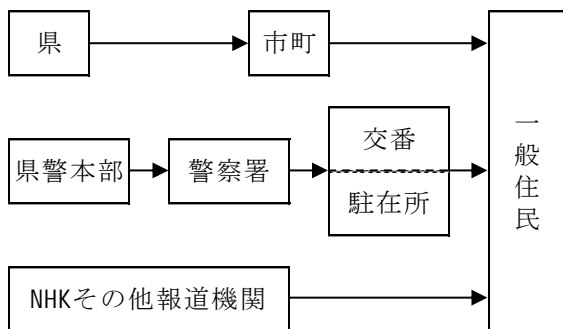 県
市町
県警本部
警察署
交番
駐在所
NHKその他報道機関
一般住民